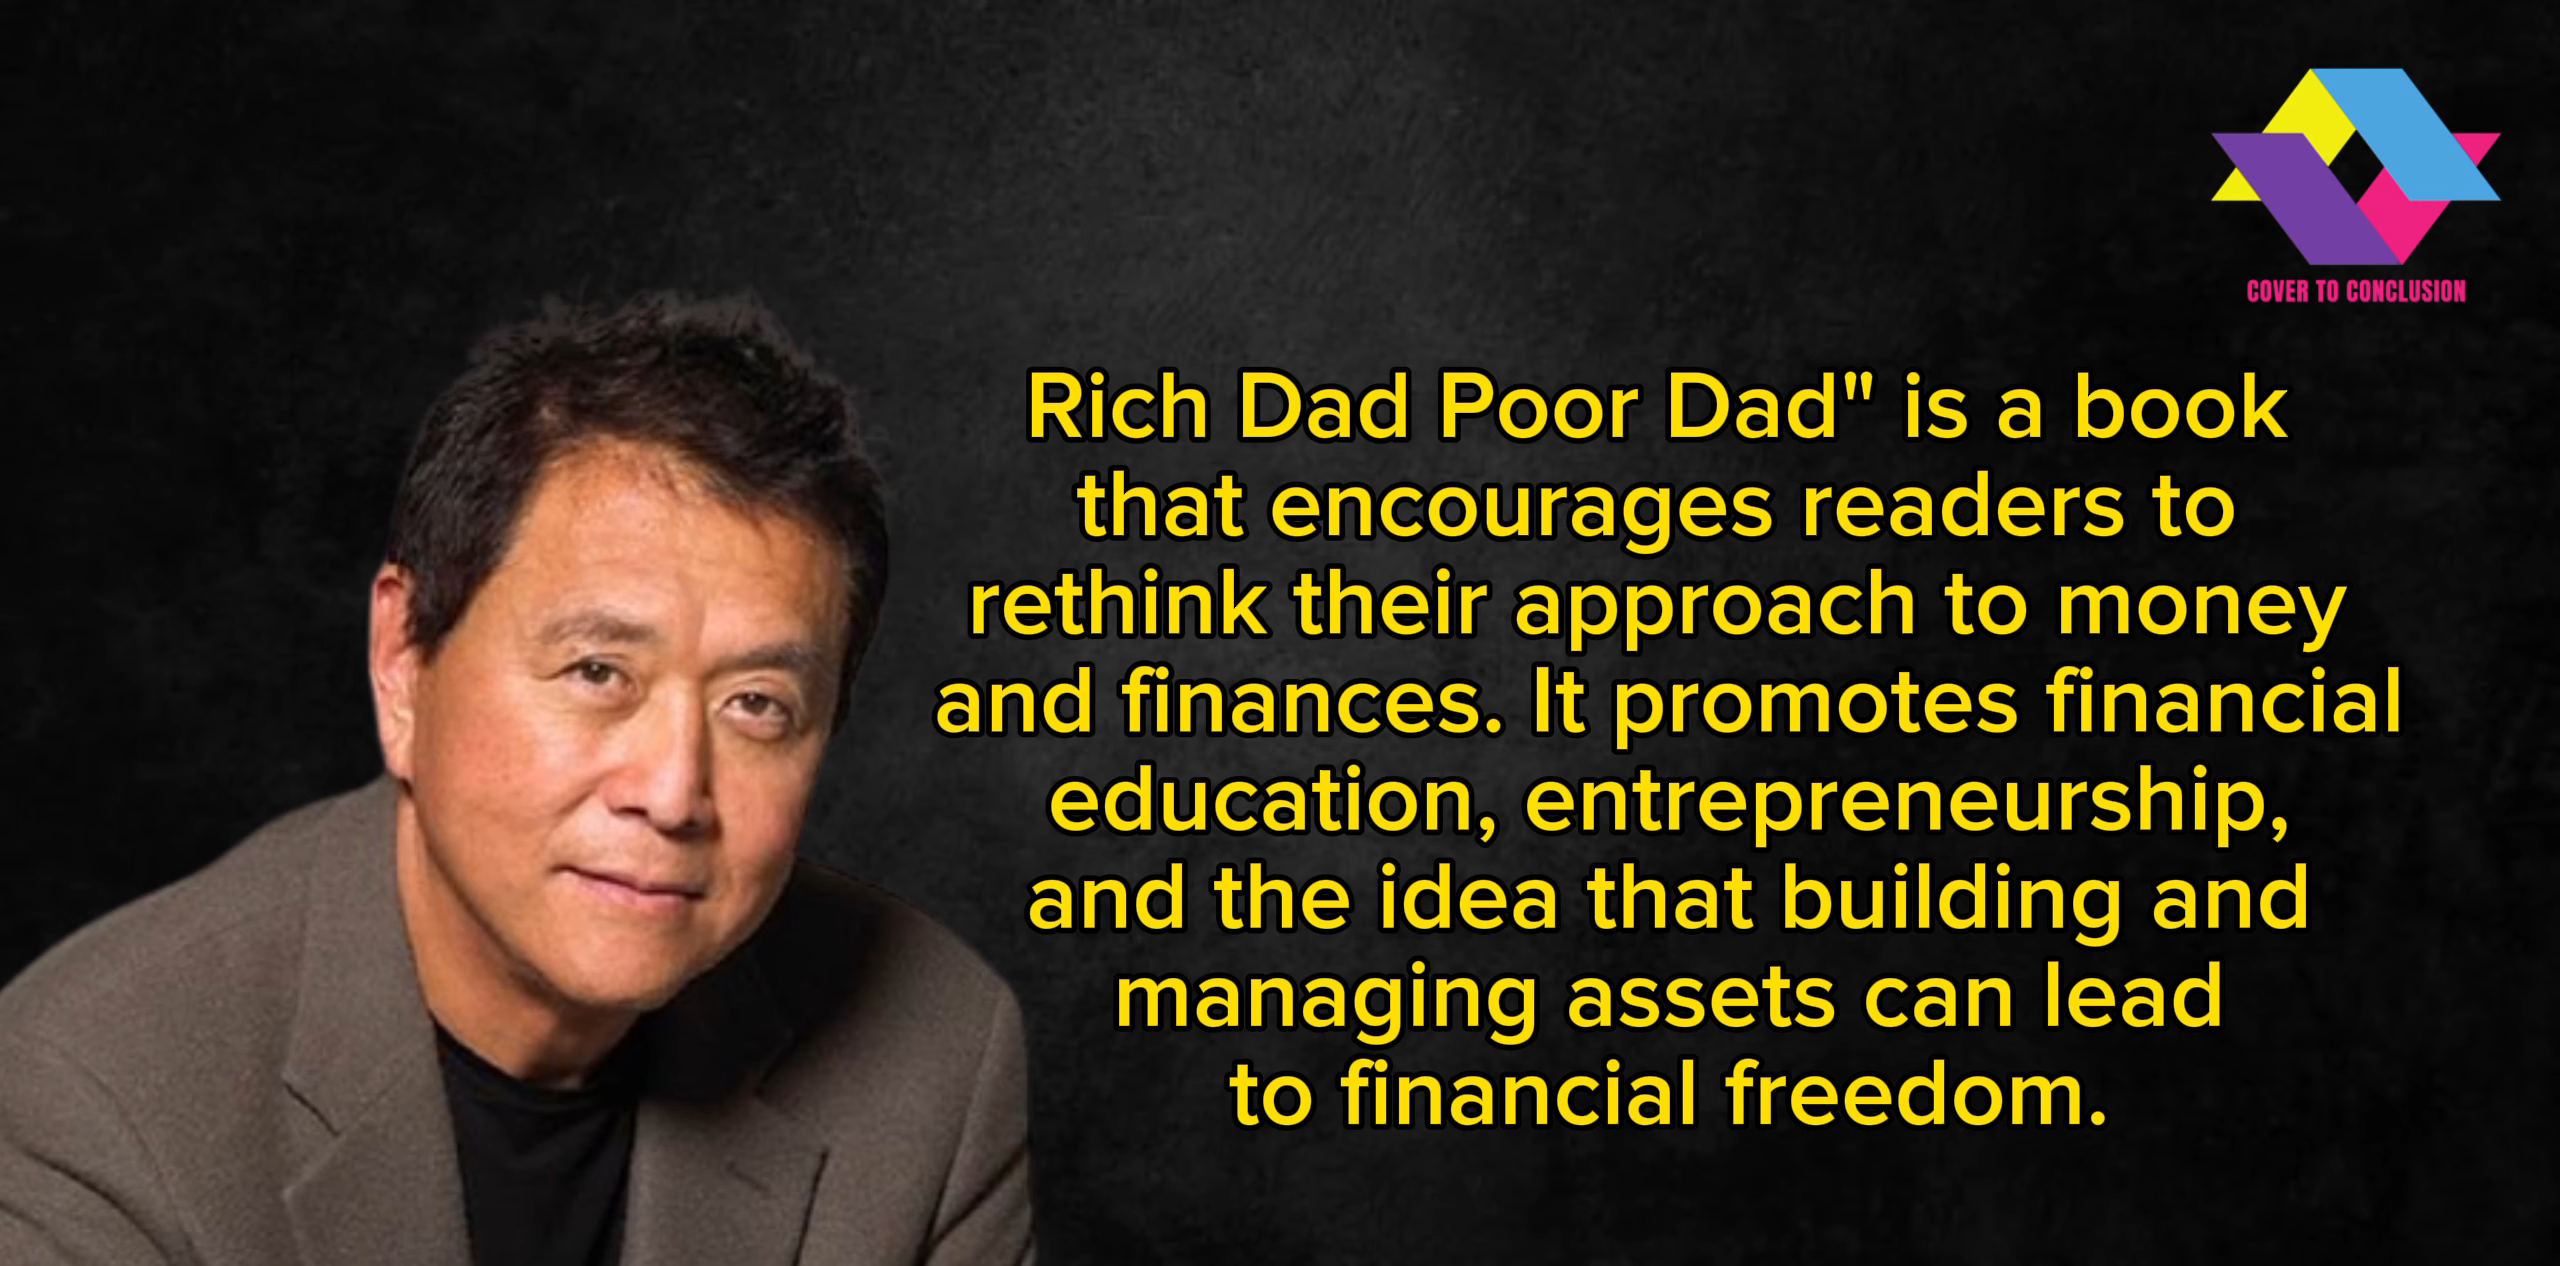 COVER TO CONCLUSION
Rich Dad Poor Dad" is a book
that encourages readers to
rethink their approach to money
and finances. It promotes financial
education, entrepreneurship,
and the idea that building and
managing assets can lead
to financial freedom.